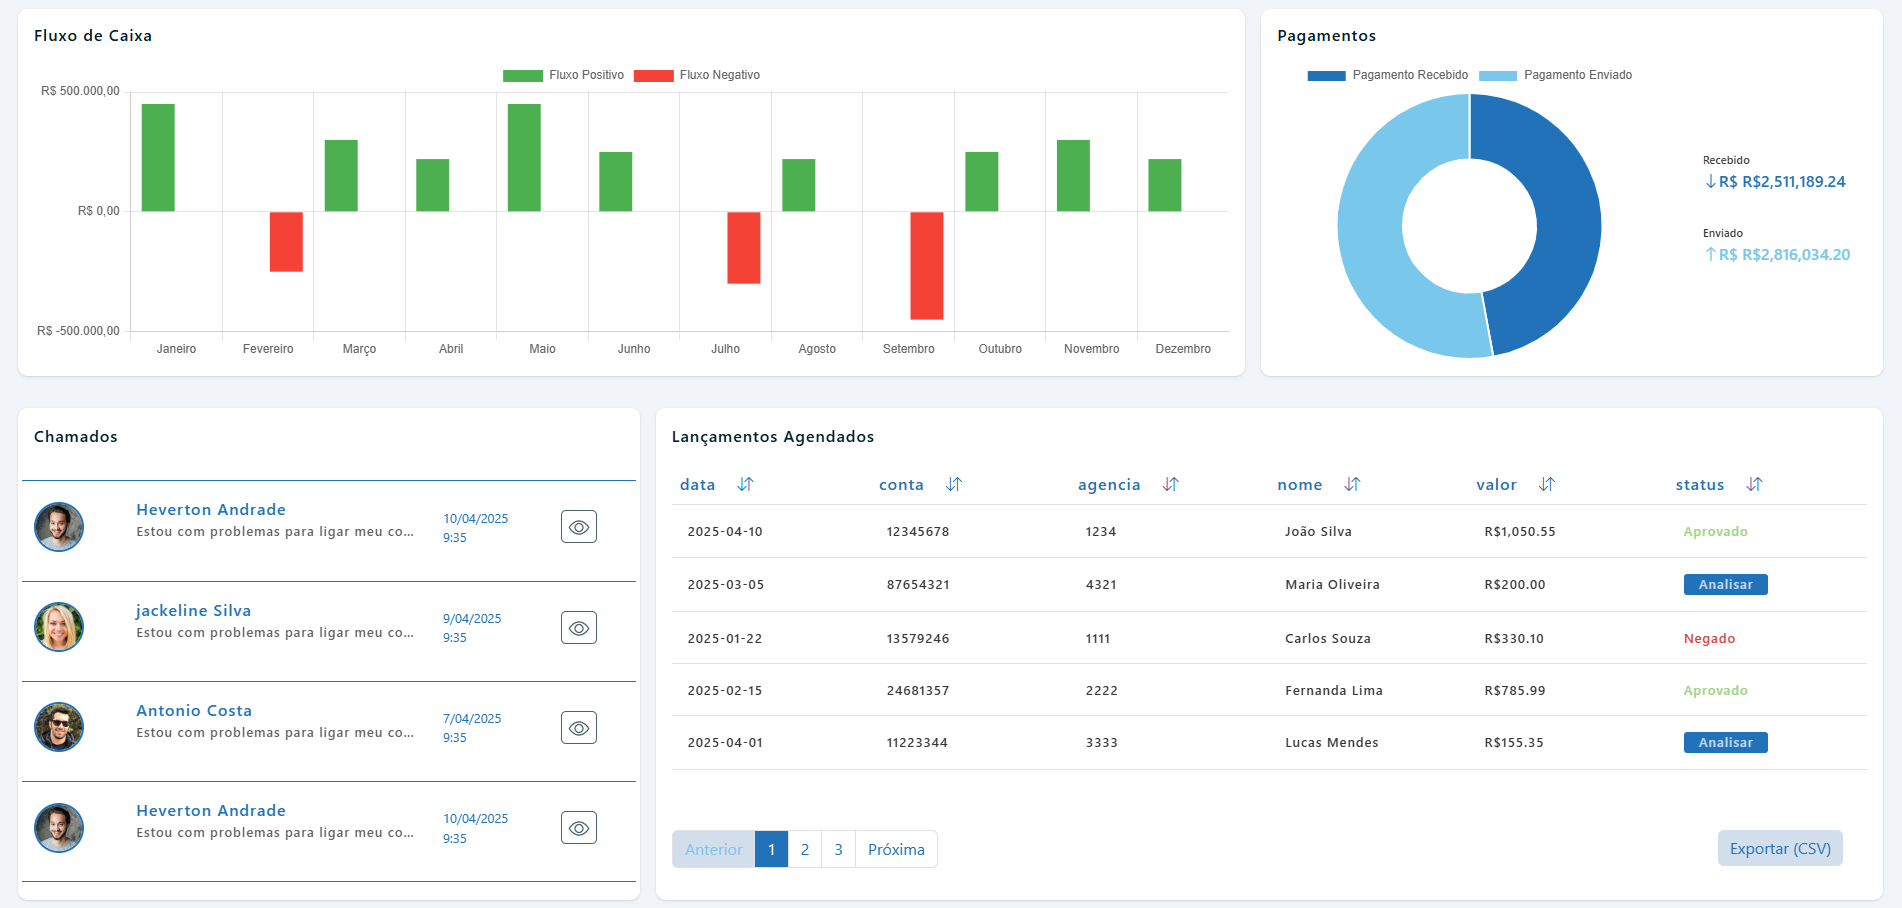 Fluxo de Caixa
Fluxo Positivo Fluxo Negativo
R$ 500.000,00
R$ 0,00
R$ -500.000,00
Janeiro Fevereiro Março Abril Maio Junho Julho Agosto Setembro Outubro Novembro Dezembro
Pagamentos
Pagamento Recebido Pagamento Enviado
Recebido
↓R$ R$2,511,189.24
Enviado
↑R$ R$2,816,034.20
Chamados
Heverton Andrade
Estou com problemas para ligar meu co...
10/04/2025
9:35
jackeline Silva
Estou com problemas para ligar meu co...
9/04/2025
9:35
Antonio Costa
Estou com problemas para ligar meu co...
7/04/2025
9:35
Heverton Andrade
Estou com problemas para ligar meu co...
10/04/2025
9:35
Lançamentos Agendados
data conta agencia nome valor status
2025-04-10 12345678 1234 João Silva R$1,050.55 Aprovado
2025-03-05 87654321 4321 Maria Oliveira R$200.00 Analisar
2025-01-22 13579246 1111 Carlos Souza R$330.10 Negado
2025-02-15 24681357 2222 Fernanda Lima R$785.99 Aprovado
2025-04-01 11223344 3333 Lucas Mendes R$155.35 Analisar
Anterior 1 2 3 Próxima
Exportar (CSV)